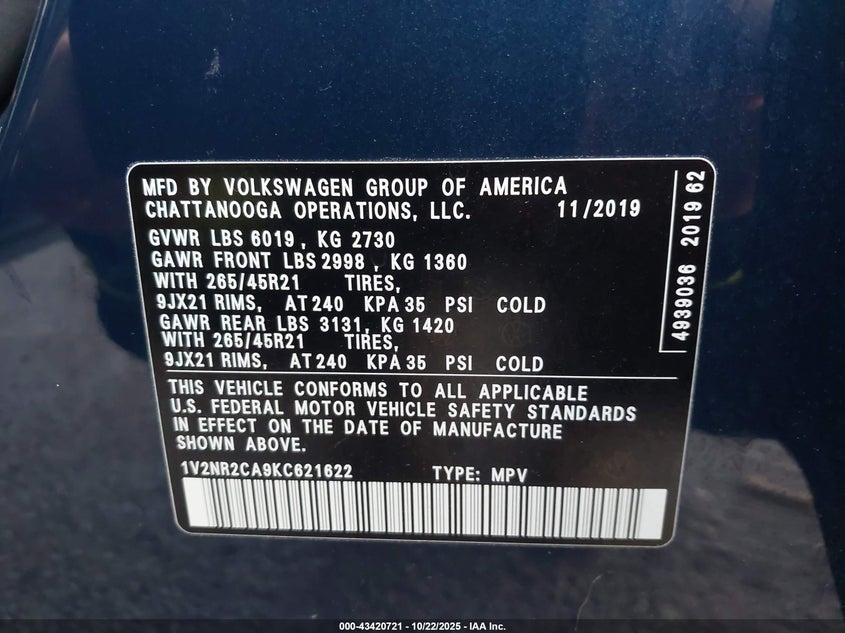 MFD BY VOLKSWAGEN GROUP OF AMERICA
CHATTANOOGA OPERATIONS, LLC. 11/2019
GVWR LBS 6019, KG 2730
GAWR FRONT LBS 2998, KG 1360
WITH 265/45R21 TIRES,
9JX21 RIMS, AT 240 KPA 35 PSI COLD
GAWR REAR LBS 3131, KG 1420
WITH 265/45R21 TIRES,
9JX21 RIMS, AT 240 KPA 35 PSI COLD
THIS VEHICLE CONFORMS TO ALL APPLICABLE
U.S. FEDERAL MOTOR VEHICLE SAFETY STANDARDS
IN EFFECT ON THE DATE OF MANUFACTURE
SHOWN ABOVE.
1V2NR2CA9KC621622 TYPE: MPV
4939036 2019 62
000-43420721 - 10/22/2025 - IAA Inc.